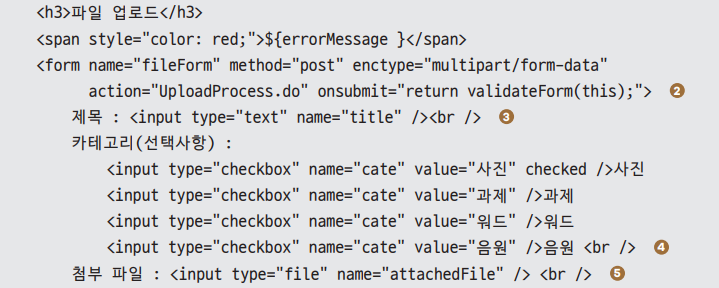 <h3>파일 업로드</h3>
<span style="color: red;">${errorMessage }</span>
<form name="fileForm" method="post" enctype="multipart/form-data"
action="UploadProcess.do" onsubmit="return validateForm(this);"> ❷
제목 : <input type="text" name="title" /><br /> ❸
카테고리(선택사항) :
<input type="checkbox" name="cate" value="사진" checked />사진
<input type="checkbox" name="cate" value="과제" />과제
<input type="checkbox" name="cate" value="워드" />워드
<input type="checkbox" name="cate" value="음원" />음원 <br /> ❹
첨부 파일 : <input type="file" name="attachedFile" /> <br /> ❺